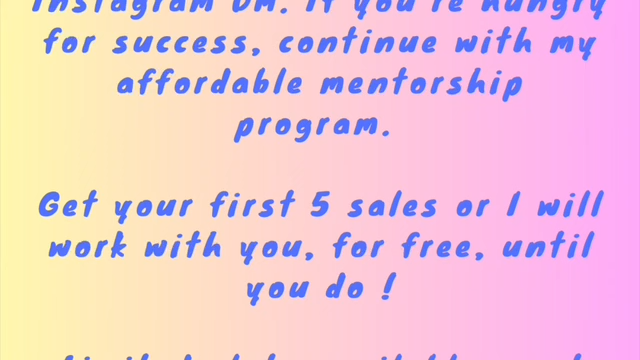 Instagram DM. If you're hungry
for success, continue with my
affordable mentorship
program.
Get your first 5 sales or I will
work with you, for free, until
you do !